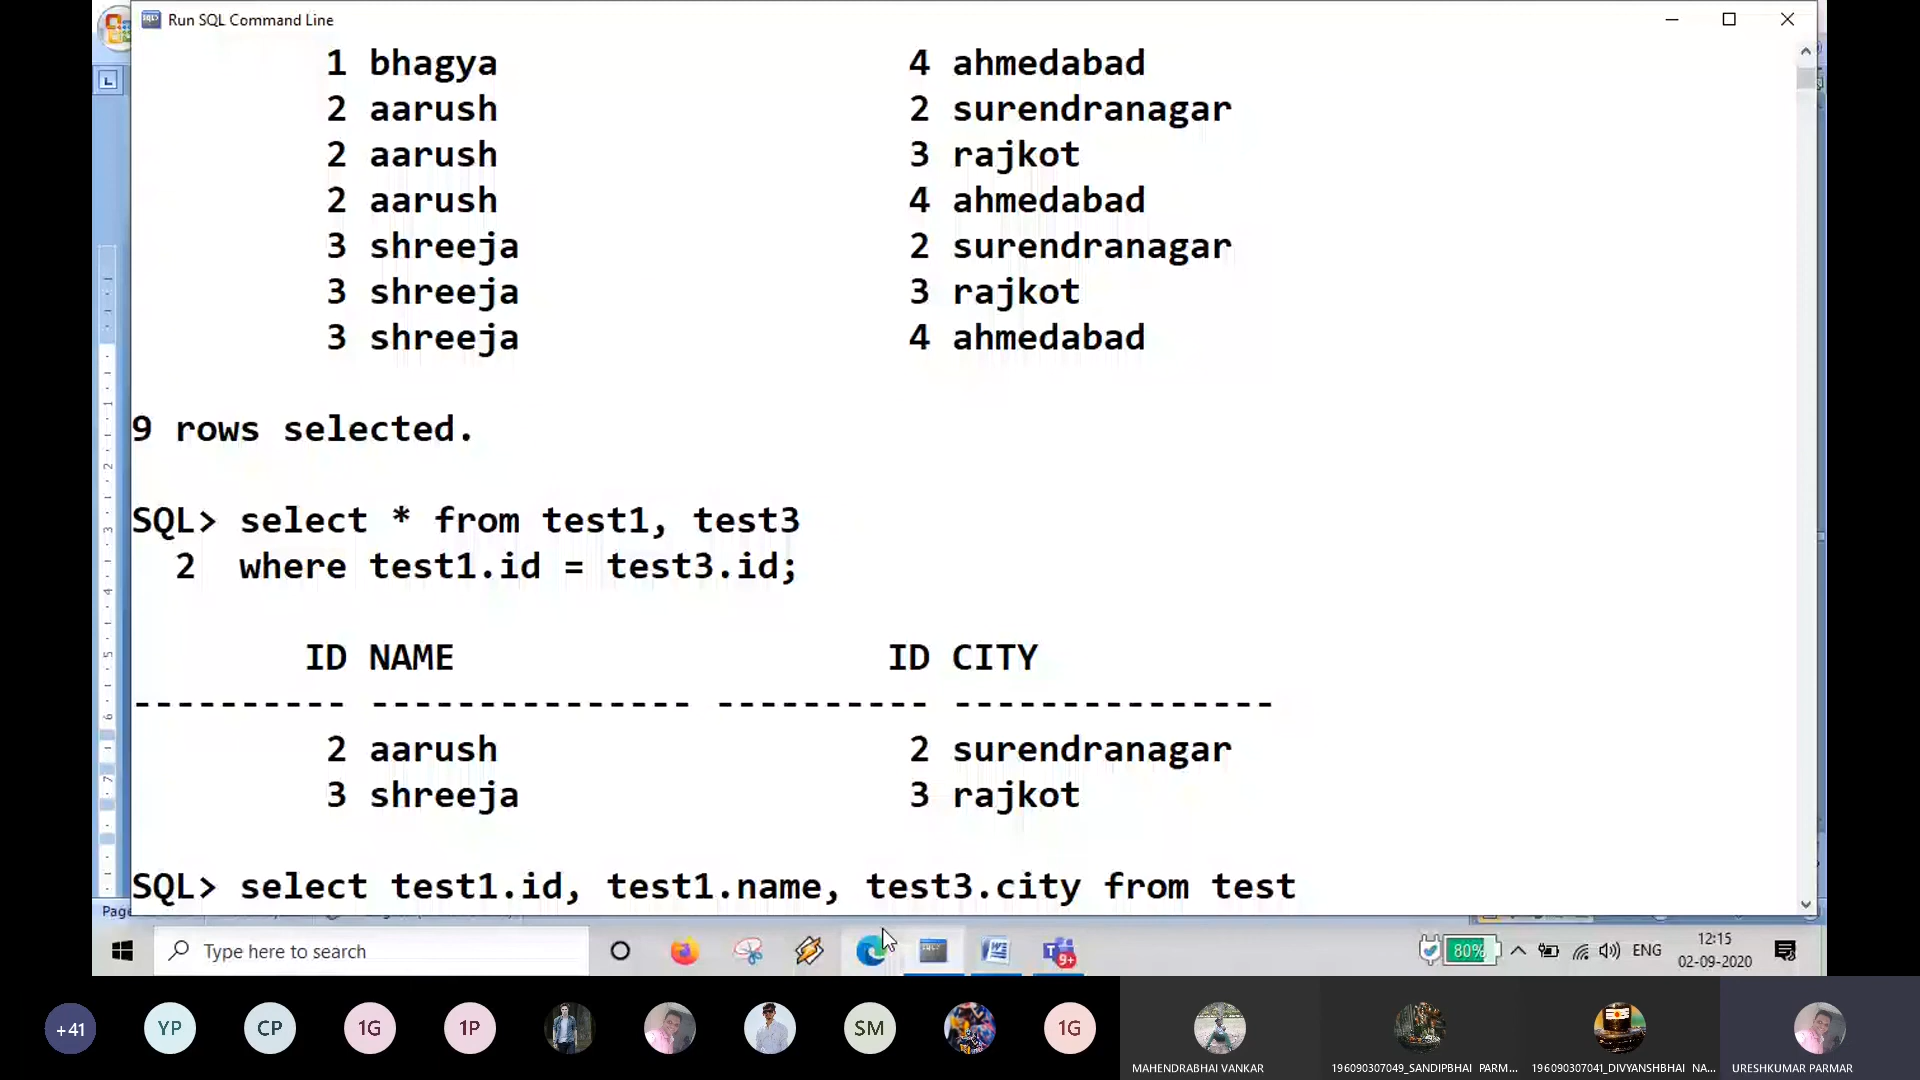 Run SQL Command Line
1 bhagya 4 ahmedabad
2 aarush 2 surendranagar
2 aarush 3 rajkot
2 aarush 4 ahmedabad
3 shreeja 2 surendranagar
3 shreeja 3 rajkot
3 shreeja 4 ahmedabad
9 rows selected.
SQL> select * from test1, test3
2 where test1.id = test3.id;
ID NAME ID CITY
---------- --------------- ---------- ---------------
2 aarush 2 surendranagar
3 shreeja 3 rajkot
SQL> select test1.id, test1.name, test3.city from test
Page
Type here to search
80%
ENG
12:15
02-09-2020
9+
+41
YP
CP
1G
1P
SM
1G
MAHENDRABHAI VANKAR
196090307049_SANDIPBHAI PARM...
196090307041_DIVYANSHBHAI NA...
URESHKUMAR PARMAR